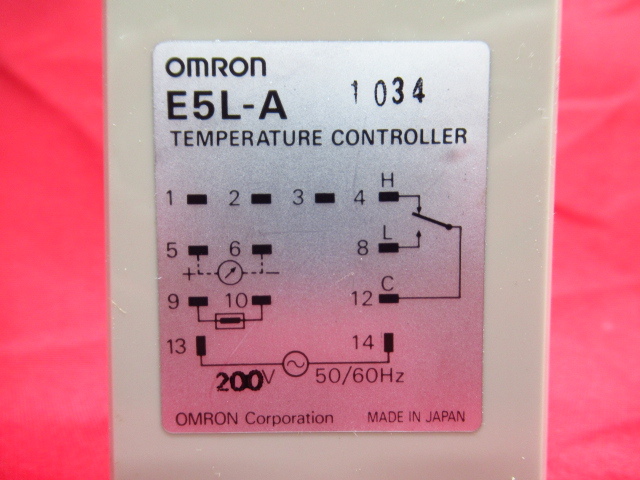 OMRON
E5L-A 1034
TEMPERATURE CONTROLLER
1 2 3 4 H
5 6 8 L
+ −
9 10 12 C
13 14
200V 50/60Hz
OMRON Corporation MADE IN JAPAN